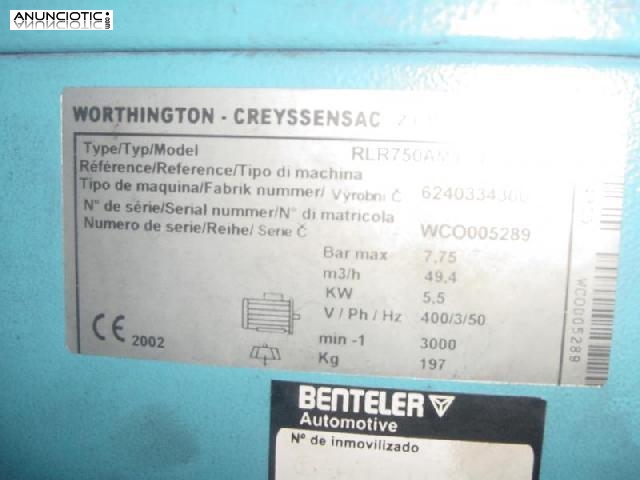 ANUNCIOTIC.com
WORTHINGTON - CREYSSENSAC
Type/Typ/Model
Référence/Reference/Tipo di machina
Tipo de maquina/Fabrik nummer/ Výrobni Č
N° de série/Serial nummer/N° di matricola WCO005289
Numero de serie/Reihe/ Serie Č
Bar max 7,75
m3/h 49,4
KW 5,5
V / Ph / Hz 400/3/50
min -1 3000
Kg 197
CE 2002
WCO005289
BENTELER
Automotive
Nº de inmovilizado